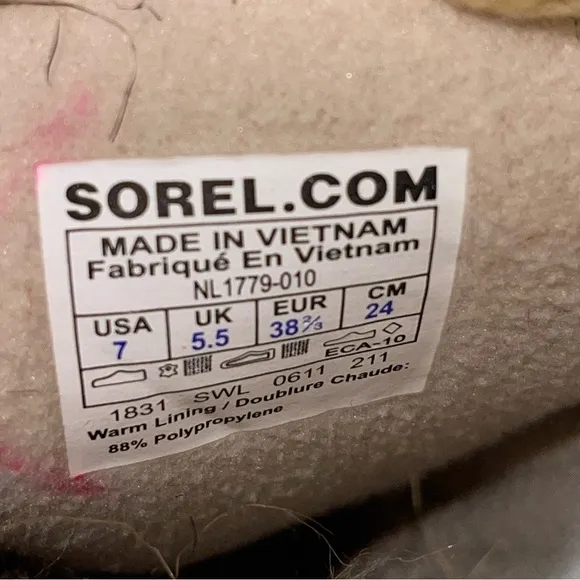 SOREL.COM
MADE IN VIETNAM
Fabriqué En Vietnam
NL1779-010
USA UK EUR CM
7 5.5 38⅔ 24
ECA-10
1831 SWL 0611 211
Warm Lining / Doublure Chaude:
88% Polypropylene